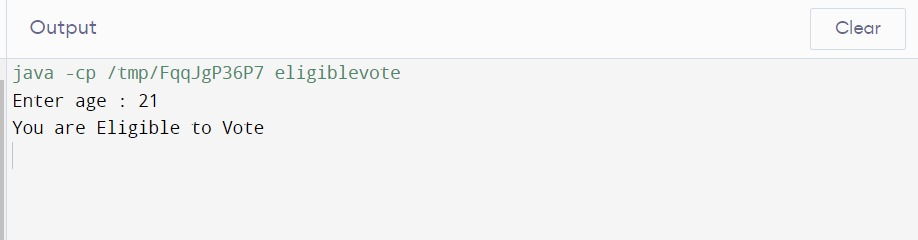 Output
Clear
java -cp /tmp/FqqJgP36P7 eligiblevote
Enter age : 21
You are Eligible to Vote